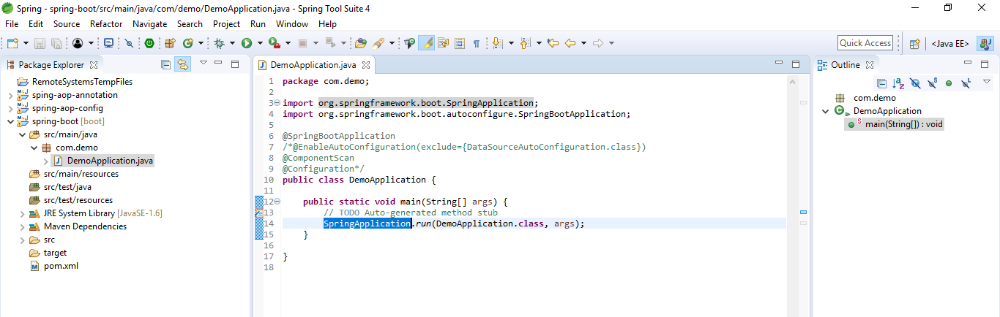 Spring - spring-boot/src/main/java/com/demo/DemoApplication.java - Spring Tool Suite 4
File Edit Source Refactor Navigate Search Project Run Window Help
Quick Access
<Java EE>
Package Explorer
RemoteSystemsTempFiles
sping-aop-annotation
spring-aop-config
spring-boot [boot]
src/main/java
com.demo
DemoApplication.java
src/main/resources
src/test/java
src/test/resources
JRE System Library [JavaSE-1.6]
Maven Dependencies
src
target
pom.xml
DemoApplication.java
1 package com.demo;
2
3 import org.springframework.boot.SpringApplication;
4 import org.springframework.boot.autoconfigure.SpringBootApplication;
5
6 @SpringBootApplication
7 /*@EnableAutoConfiguration(exclude={DataSourceAutoConfiguration.class})
8 @ComponentScan
9 @Configuration*/
10 public class DemoApplication {
11
12 public static void main(String[] args) {
13 // TODO Auto-generated method stub
14 SpringApplication.run(DemoApplication.class, args);
15 }
16
17 }
18
Outline
com.demo
DemoApplication
main(String[]) : void